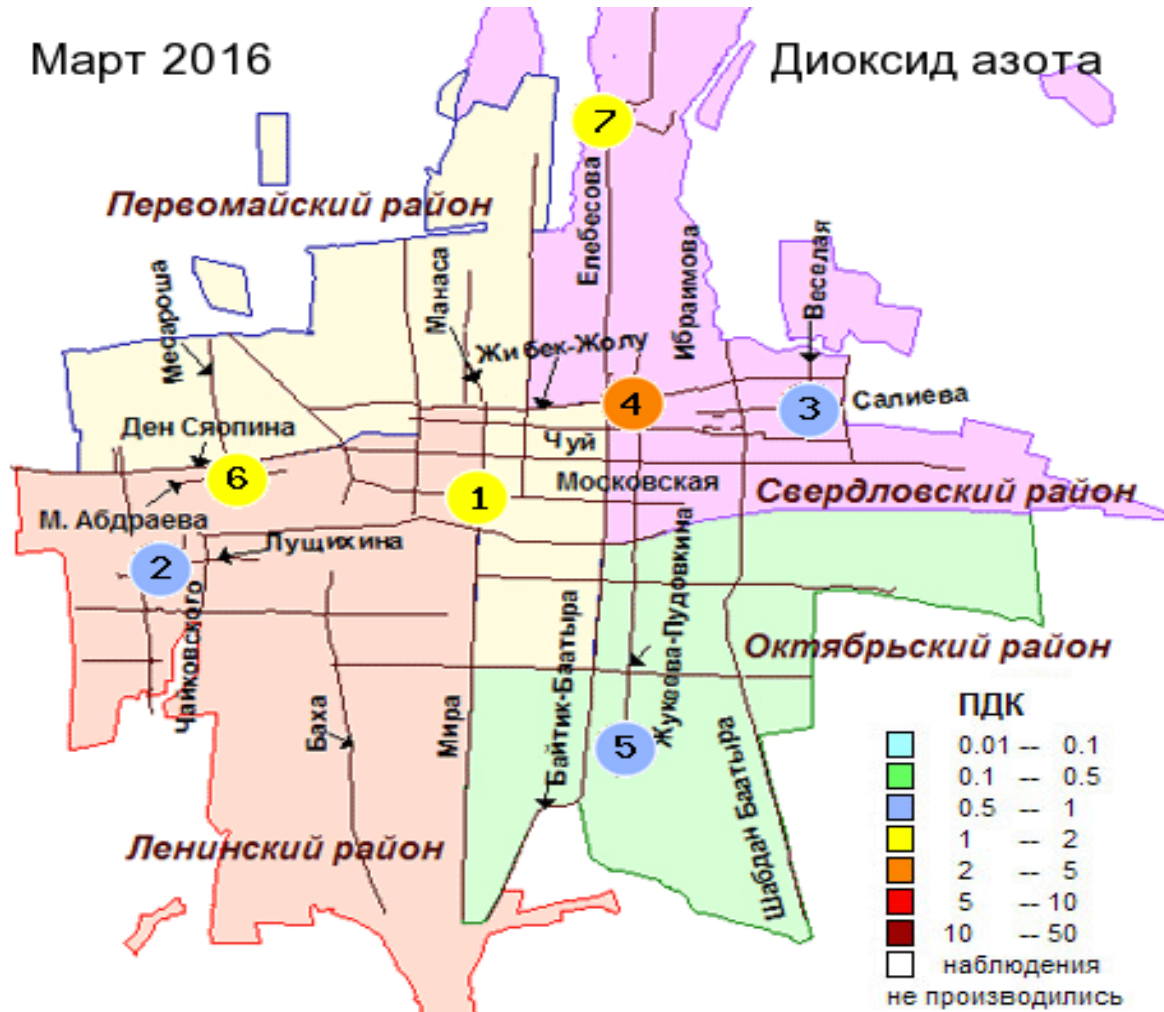 Март 2016
Диоксид азота
7
Первомайский район
Елебесова
Ибраимова
Веселая
Месароша
Манаса
Жибек-Жолу
4
3
Салиева
Ден Сяопина
Чуй
6
1
Московская
Свердловский район
М. Абдраева
Лущихина
2
Чайковского
Баха
Мира
Байтик-Баатыра
Жукеева-Пудовкина
Октябрьский район
5
Шабдан Баатыра
Ленинский район
ПДК
0.01 -- 0.1
0.1 -- 0.5
0.5 -- 1
1 -- 2
2 -- 5
5 -- 10
10 -- 50
наблюдения
не производились